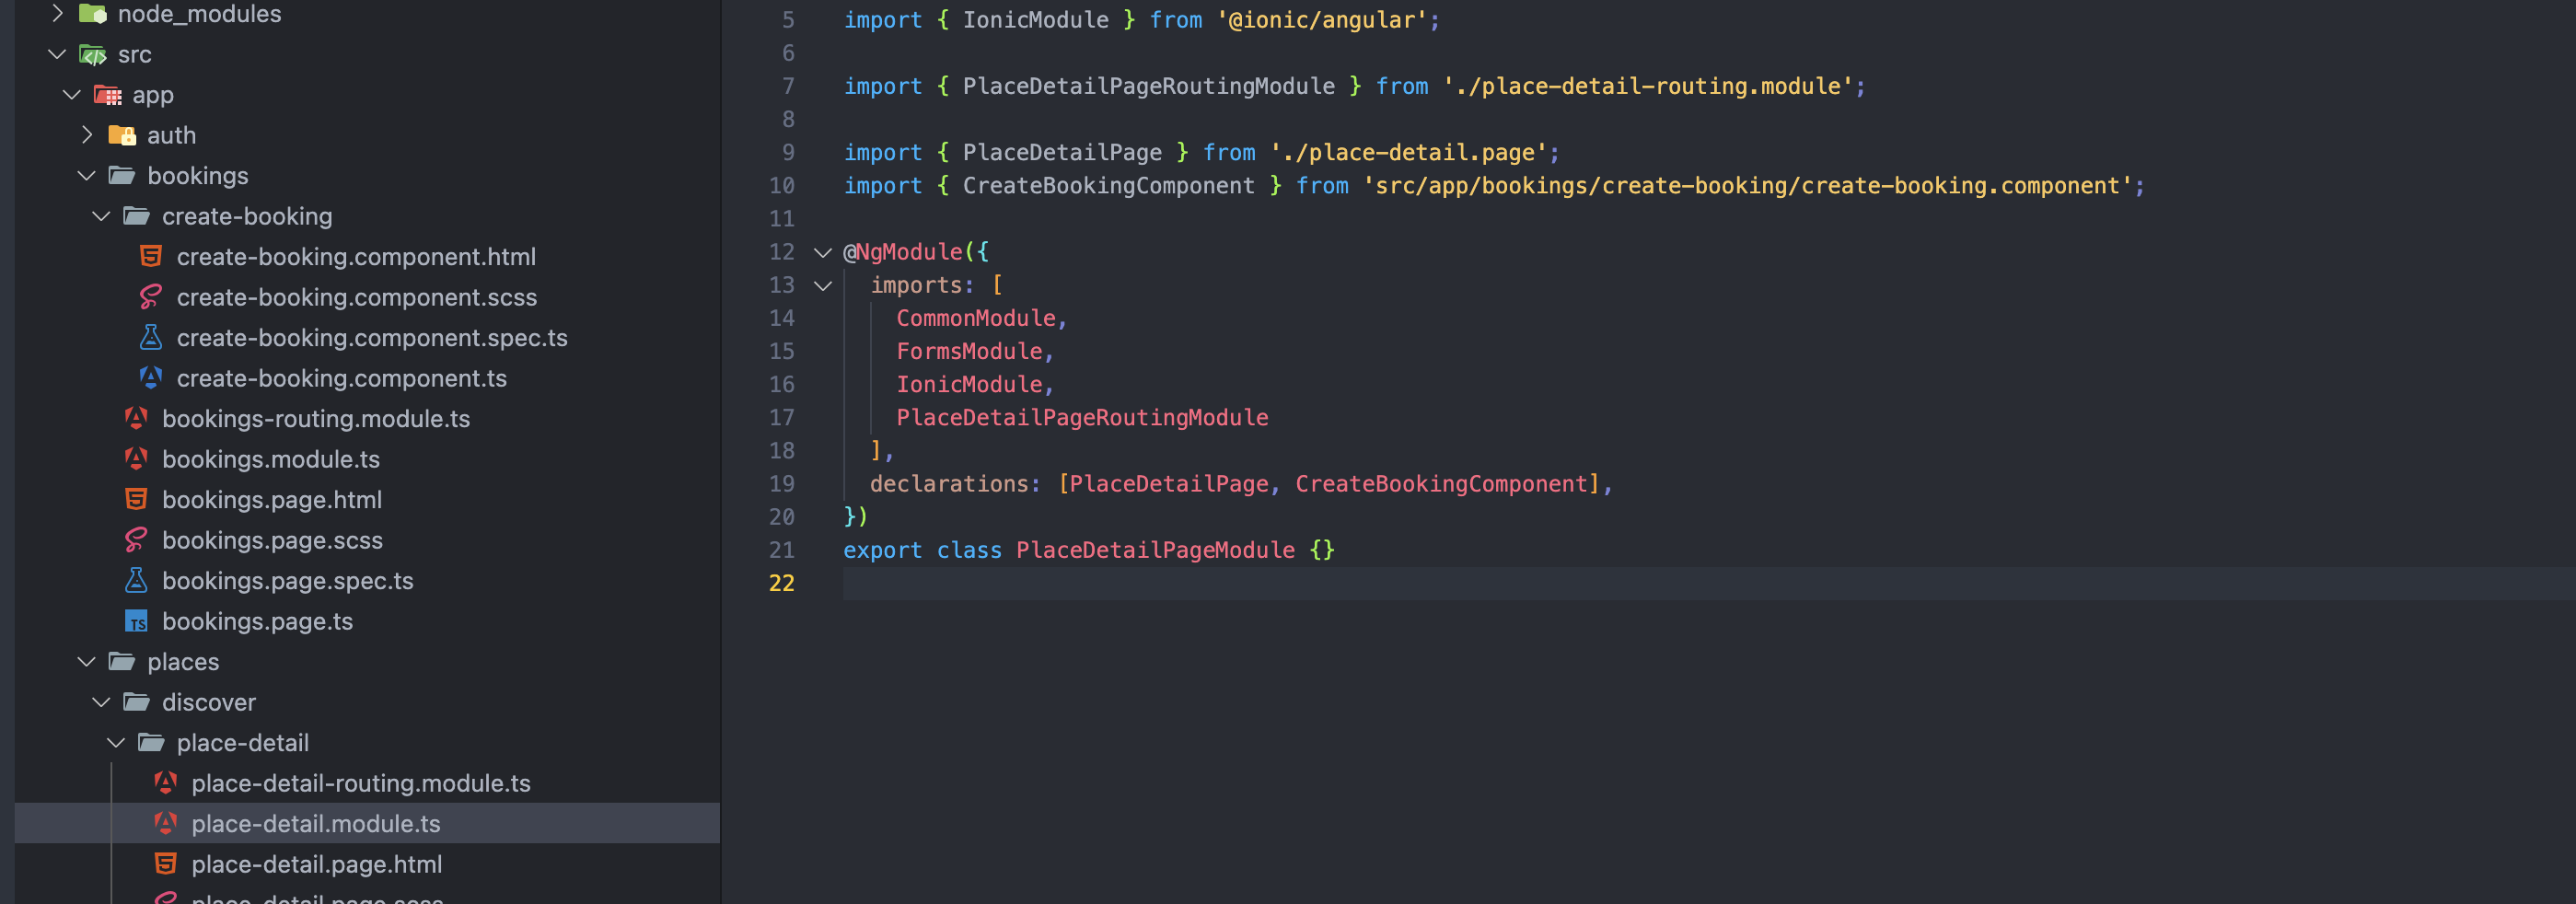 node_modules
src
app
auth
bookings
create-booking
create-booking.component.html
create-booking.component.scss
create-booking.component.spec.ts
create-booking.component.ts
bookings-routing.module.ts
bookings.module.ts
bookings.page.html
bookings.page.scss
bookings.page.spec.ts
TS bookings.page.ts
places
discover
place-detail
place-detail-routing.module.ts
place-detail.module.ts
place-detail.page.html
place-detail.page.scss
5 import { IonicModule } from '@ionic/angular';
6
7 import { PlaceDetailPageRoutingModule } from './place-detail-routing.module';
8
9 import { PlaceDetailPage } from './place-detail.page';
10 import { CreateBookingComponent } from 'src/app/bookings/create-booking/create-booking.component';
11
12 @NgModule({
13 imports: [
14 CommonModule,
15 FormsModule,
16 IonicModule,
17 PlaceDetailPageRoutingModule
18 ],
19 declarations: [PlaceDetailPage, CreateBookingComponent],
20 })
21 export class PlaceDetailPageModule {}
22